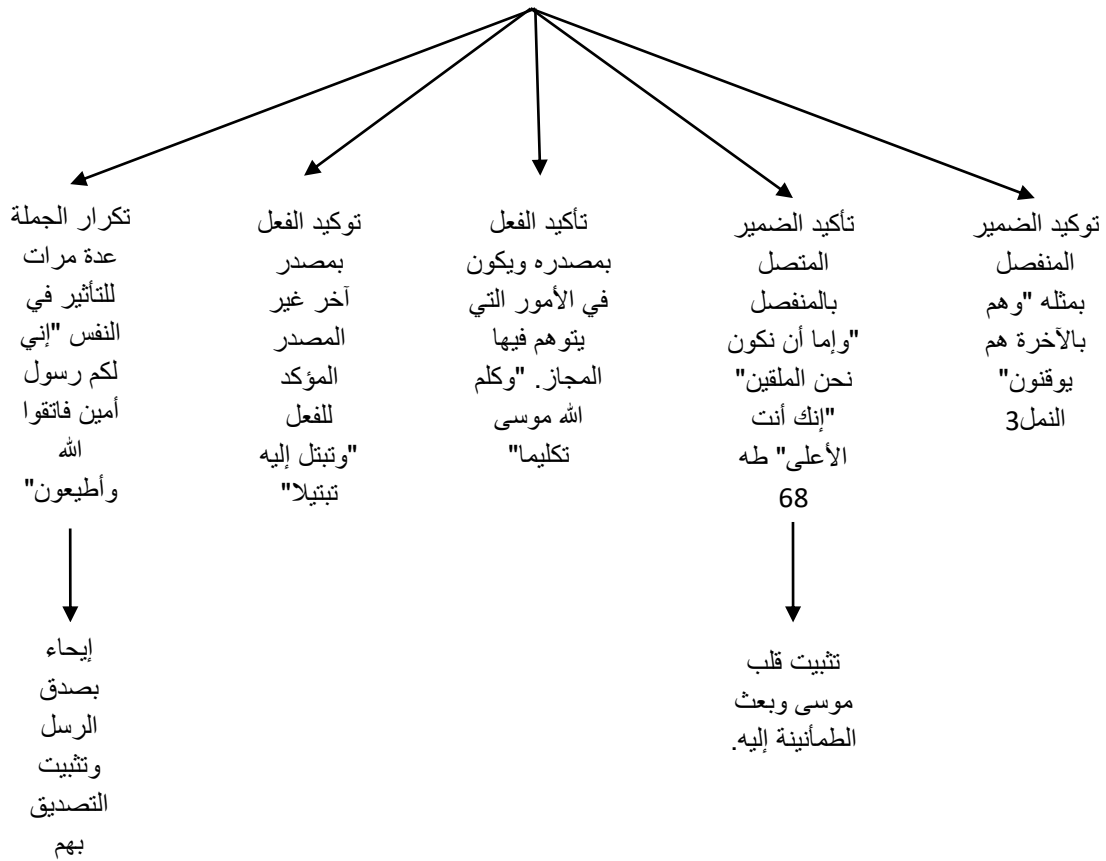 توكيد الضمير
المنفصل
بمثله "وهم
بالآخرة هم
يوقنون"
النمل3
تأكيد الضمير
المتصل
بالمنفصل
"وإما أن نكون
نحن الملقين"
"إنك أنت
الأعلى" طه
68
تأكيد الفعل
بمصدره ويكون
في الأمور التي
يتوهم فيها
المجاز. "وكلم
الله موسى
تكليما"
توكيد الفعل
بمصدر
آخر غير
المصدر
المؤكد
للفعل
"وتبتل إليه
تبتيلا"
تكرار الجملة
عدة مرات
للتأثير في
النفس "إني
لكم رسول
أمين فاتقوا
الله
وأطيعون"
تثبيت قلب
موسى وبعث
الطمأنينة إليه.
إيحاء
بصدق
الرسل
وتثبيت
التصديق
بهم